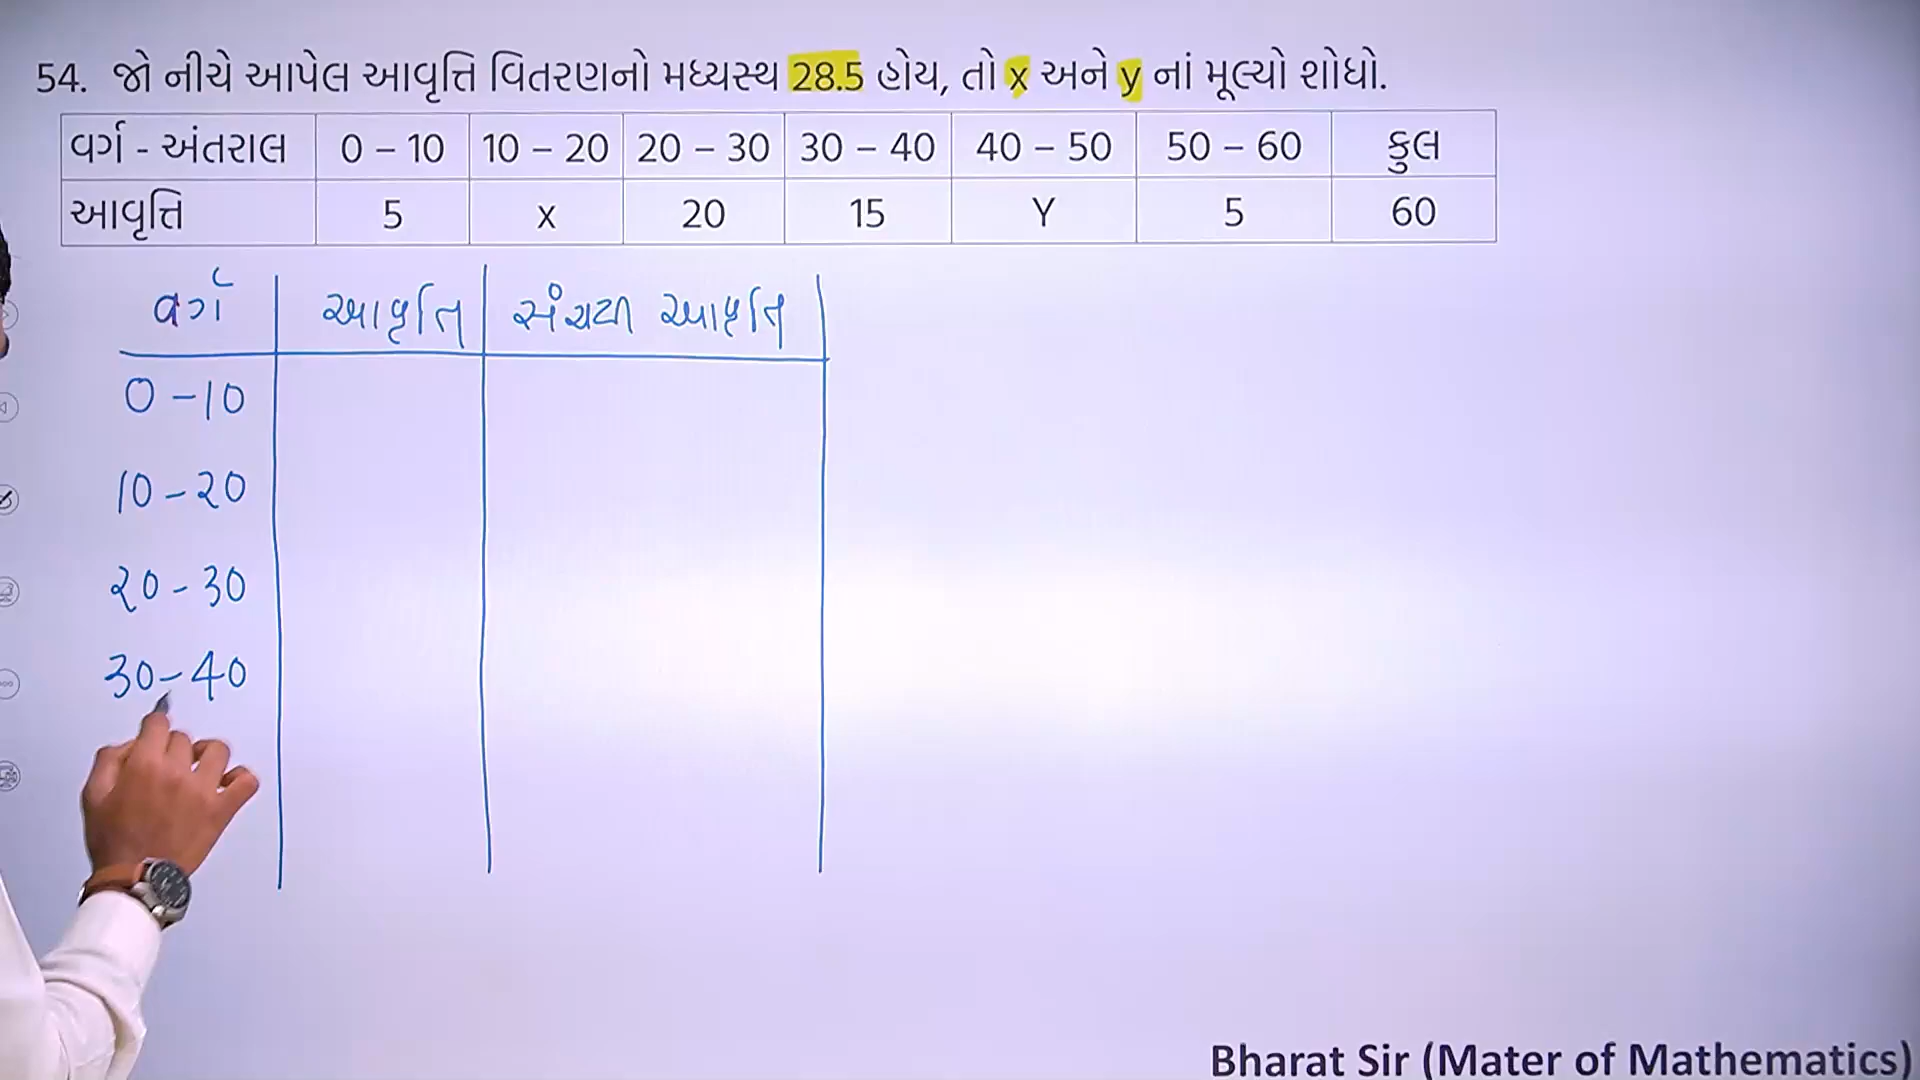 54. જો નીચે આપેલ આવૃત્તિ વિતરણનો મધ્યસ્થ 28.5 હોય, તો x અને y નાં મૂલ્યો શોધો.
વર્ગ - અંતરાલ 0 – 10 10 – 20 20 – 30 30 – 40 40 – 50 50 – 60 કુલ
આવૃત્તિ 5 x 20 15 Y 5 60
વર્ગ આવૃત્તિ સંચયી આવૃત્તિ
0 - 10
10 - 20
20 - 30
30 - 40
Bharat Sir (Mater of Mathematics)